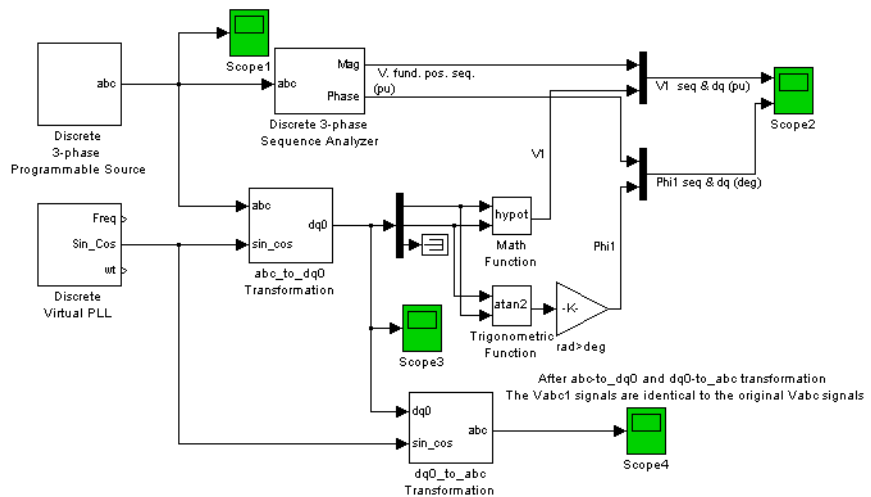 abc
Discrete
3-phase
Programmable Source
Scope1
abc
Mag
Phase
Discrete 3-phase
Sequence Analyzer
V. fund. pos. seq.
(pu)
V1 seq & dq (pu)
Scope2
V1
Phi1 seq & dq (deg)
Freq
Sin_Cos
wt
Discrete
Virtual PLL
abc
sin_cos
dq0
abc_to_dq0
Transformation
hypot
Math
Function
Phi1
atan2
Trigonometric
Function
-K-
rad>deg
Scope3
After abc-to_dq0 and dq0-to_abc transformation
The Vabc1 signals are identical to the original Vabc signals
dq0
sin_cos
abc
dq0_to_abc
Transformation
Scope4